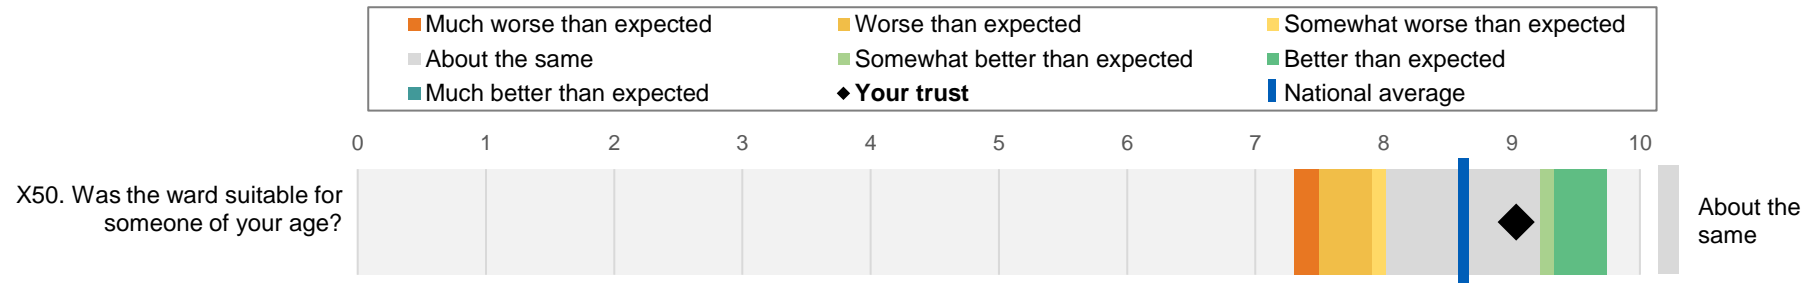 Much worse than expected
Worse than expected
Somewhat worse than expected
About the same
Somewhat better than expected
Better than expected
Much better than expected
Your trust
National average
0 1 2 3 4 5 6 7 8 9 10
X50. Was the ward suitable for
someone of your age?
About the
same